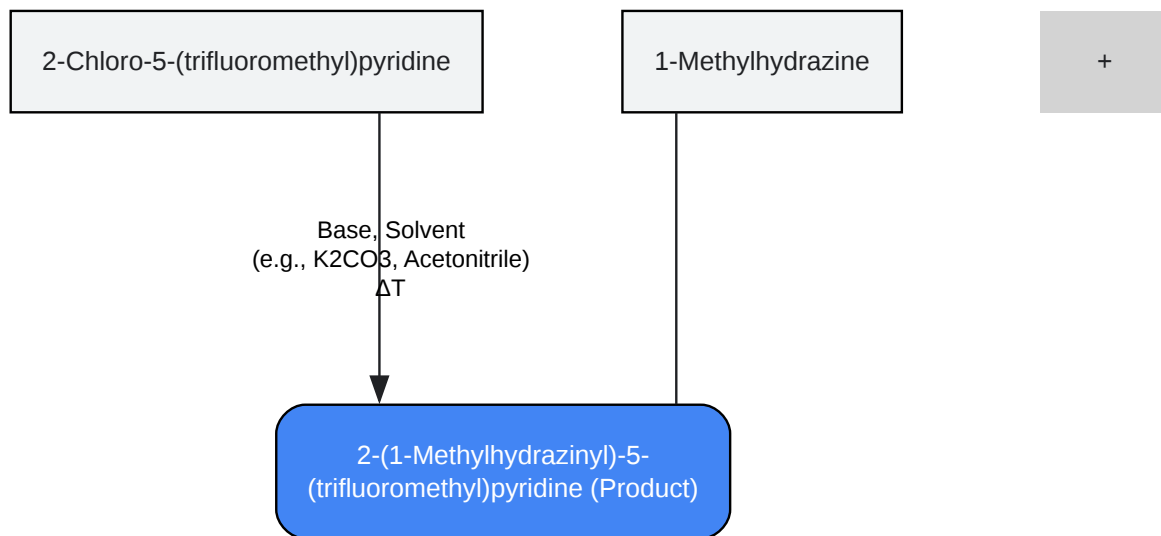 2-Chloro-5-(trifluoromethyl)pyridine
1-Methylhydrazine
+
Base, Solvent
(e.g., K2CO3, Acetonitrile)
ΔT
2-(1-Methylhydrazinyl)-5-
(trifluoromethyl)pyridine (Product)